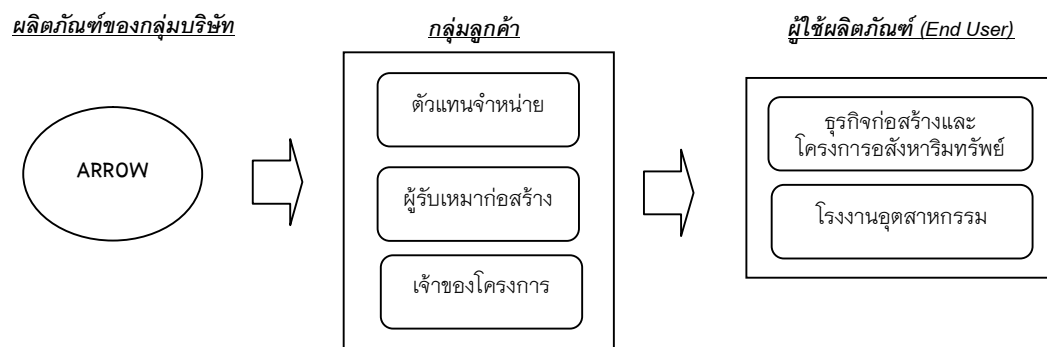 ผลิตภัณฑ์ของกลุ่มบริษัท
กลุ่มลูกค้า
ผู้ใช้ผลิตภัณฑ์ (End User)
ARROW
ตัวแทนจำหน่าย
ผู้รับเหมาก่อสร้าง
เจ้าของโครงการ
ธุรกิจก่อสร้างและ
โครงการอสังหาริมทรัพย์
โรงงานอุตสาหกรรม